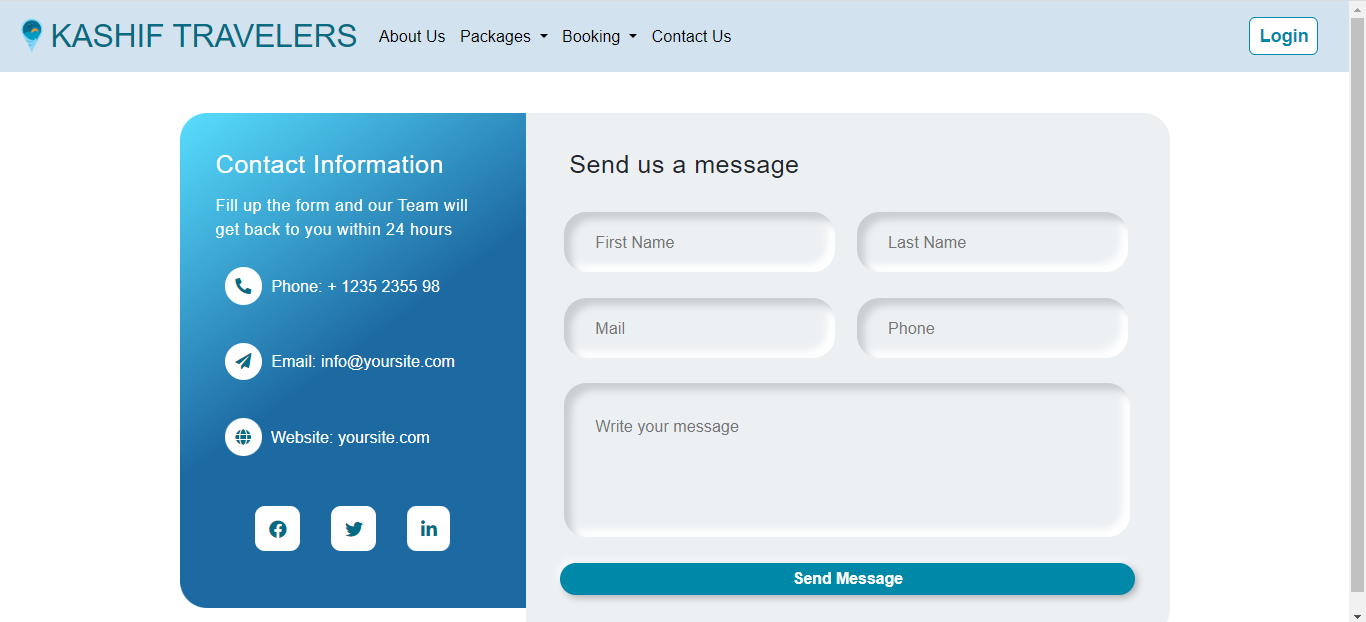 KASHIF TRAVELERS About Us Packages Booking Contact Us Login
Contact Information
Fill up the form and our Team will
get back to you within 24 hours
Phone: + 1235 2355 98
Email: info@yoursite.com
Website: yoursite.com
Send us a message
First Name Last Name
Mail Phone
Write your message
Send Message